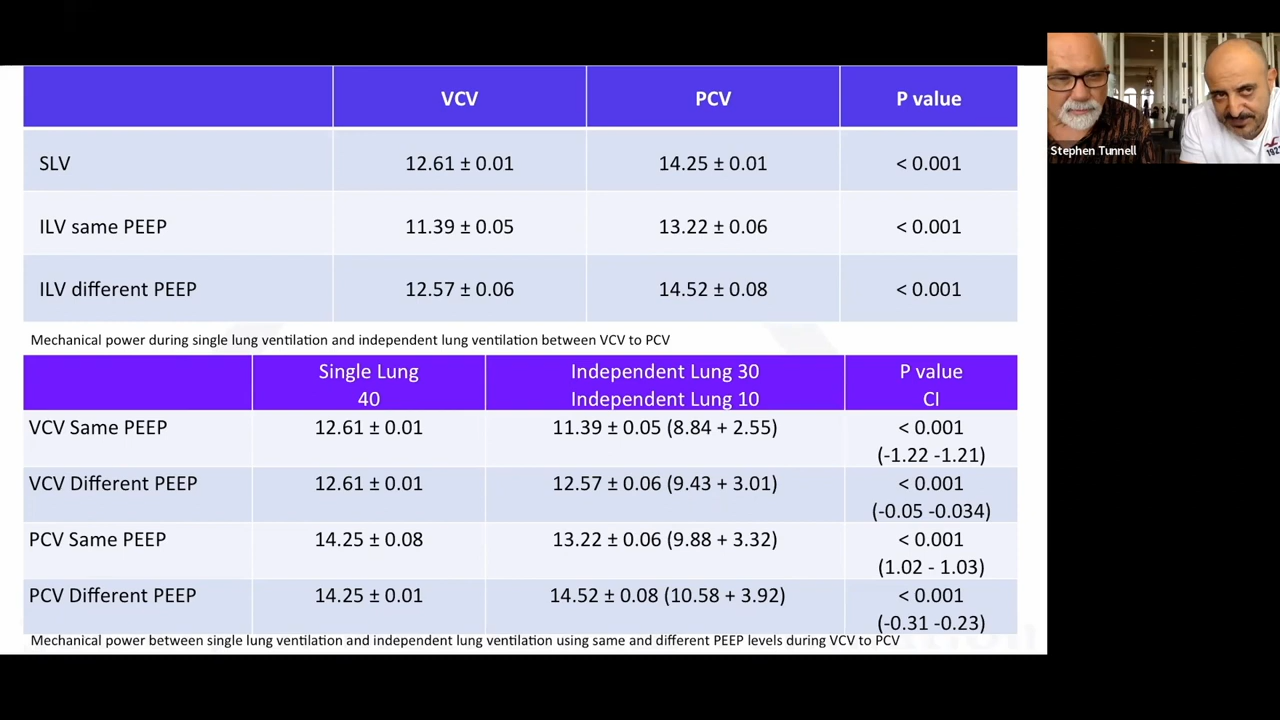 VCV PCV P value
SLV 12.61 ± 0.01 14.25 ± 0.01 < 0.001
ILV same PEEP 11.39 ± 0.05 13.22 ± 0.06 < 0.001
ILV different PEEP 12.57 ± 0.06 14.52 ± 0.08 < 0.001
Mechanical power during single lung ventilation and independent lung ventilation between VCV to PCV
Single Lung Independent Lung 30 P value
40 Independent Lung 10 CI
VCV Same PEEP 12.61 ± 0.01 11.39 ± 0.05 (8.84 + 2.55) < 0.001
(-1.22 -1.21)
VCV Different PEEP 12.61 ± 0.01 12.57 ± 0.06 (9.43 + 3.01) < 0.001
(-0.05 -0.034)
PCV Same PEEP 14.25 ± 0.08 13.22 ± 0.06 (9.88 + 3.32) < 0.001
(1.02 - 1.03)
PCV Different PEEP 14.25 ± 0.01 14.52 ± 0.08 (10.58 + 3.92) < 0.001
(-0.31 -0.23)
Mechanical power between single lung ventilation and independent lung ventilation using same and different PEEP levels during VCV to PCV
Stephen Tunnell